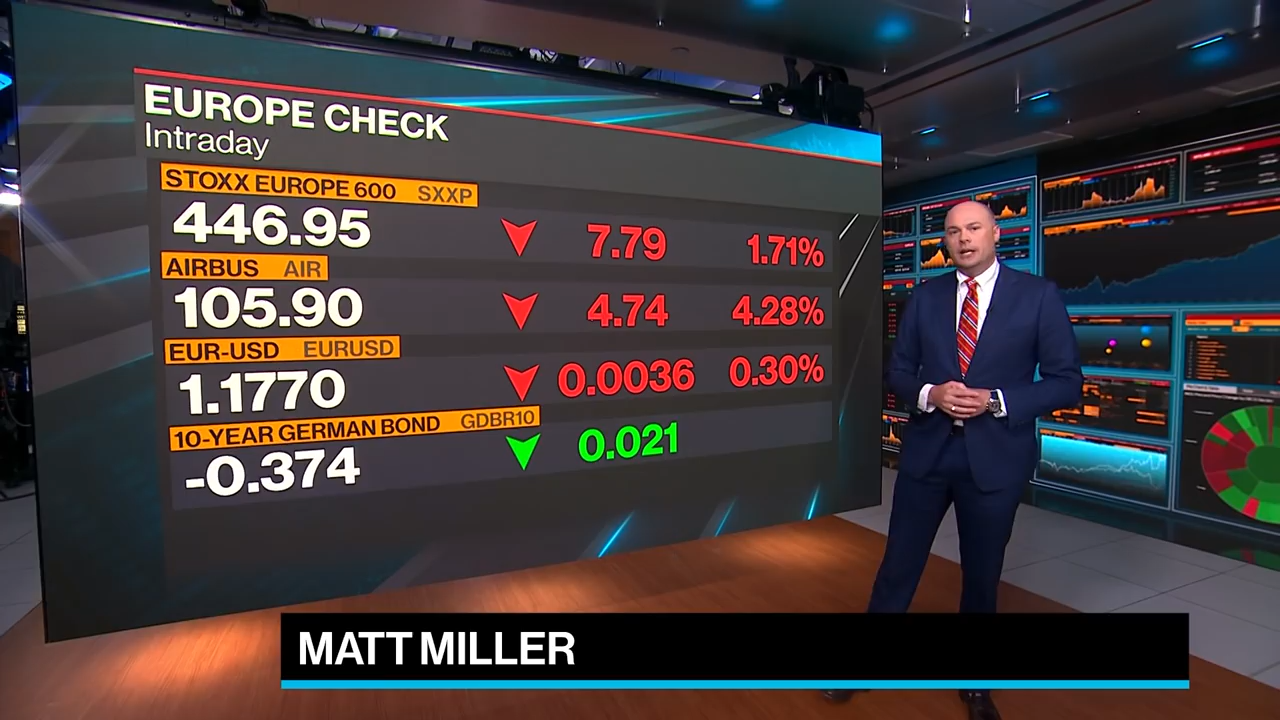 EUROPE CHECK
Intraday
STOXX EUROPE 600 SXXP
446.95 7.79 1.71%
AIRBUS AIR
105.90 4.74 4.28%
EUR-USD EURUSD
1.1770 0.0036 0.30%
10-YEAR GERMAN BOND GDBR10
-0.374 0.021
MATT MILLER